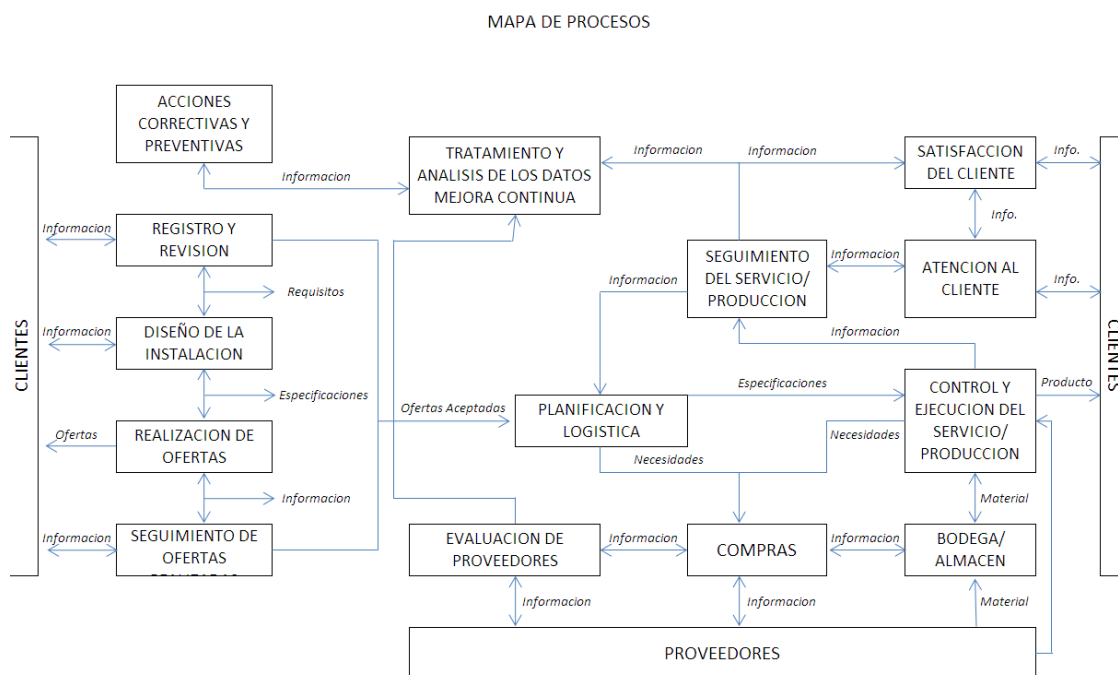 MAPA DE PROCESOS
ACCIONES
CORRECTIVAS Y
PREVENTIVAS
Informacion
TRATAMIENTO Y
ANALISIS DE LOS DATOS
MEJORA CONTINUA
Informacion
Informacion
SATISFACCION
DEL CLIENTE
Info.
Info.
CLIENTES
Informacion
REGISTRO Y
REVISION
Requisitos
Informacion
DISEÑO DE LA
INSTALACION
Especificaciones
Ofertas
REALIZACION DE
OFERTAS
Informacion
Informacion
SEGUIMIENTO DE
OFERTAS
Ofertas Aceptadas
Informacion
SEGUIMIENTO
DEL SERVICIO/
PRODUCCION
Informacion
ATENCION AL
CLIENTE
Info.
Informacion
PLANIFICACION Y
LOGISTICA
Especificaciones
CONTROL Y
EJECUCION DEL
SERVICIO/
PRODUCCION
Producto
CLIENTES
Necesidades
Necesidades
Material
EVALUACION DE
PROVEEDORES
Informacion
COMPRAS
Informacion
BODEGA/
ALMACEN
Informacion
Informacion
Material
PROVEEDORES